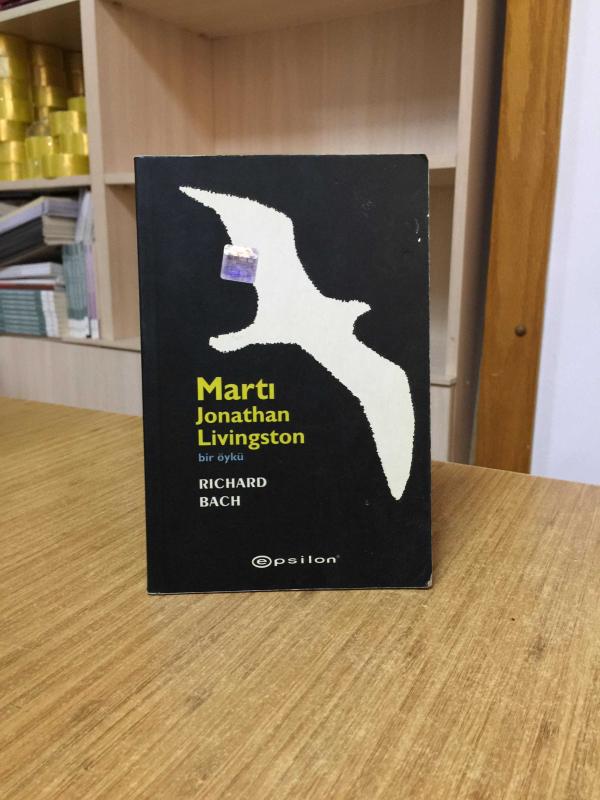 Martı
Jonathan
Livingston
bir öykü
RICHARD
BACH
epsilon®